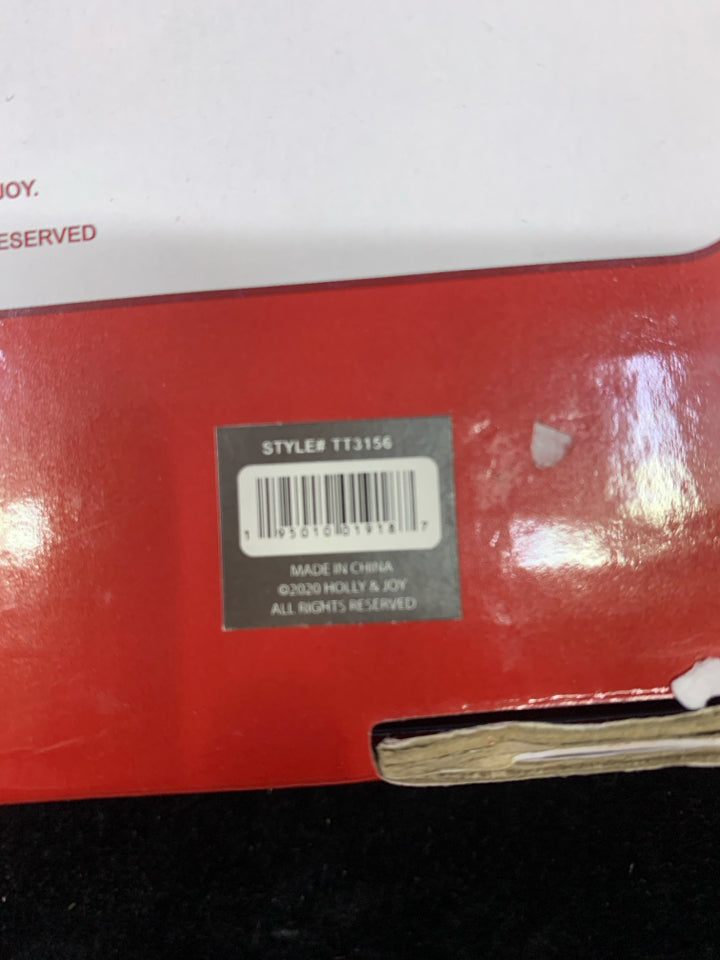 JOY.
ESERVED
STYLE# TT3156
1 95010 01918 7
MADE IN CHINA
©2020 HOLLY & JOY
ALL RIGHTS RESERVED